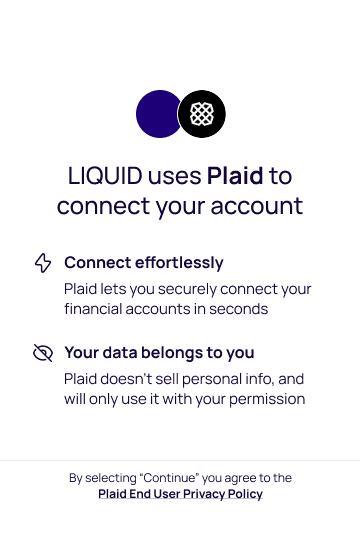 LIQUID uses Plaid to
connect your account
Connect effortlessly
Plaid lets you securely connect your
financial accounts in seconds
Your data belongs to you
Plaid doesn't sell personal info, and
will only use it with your permission
By selecting “Continue” you agree to the
Plaid End User Privacy Policy